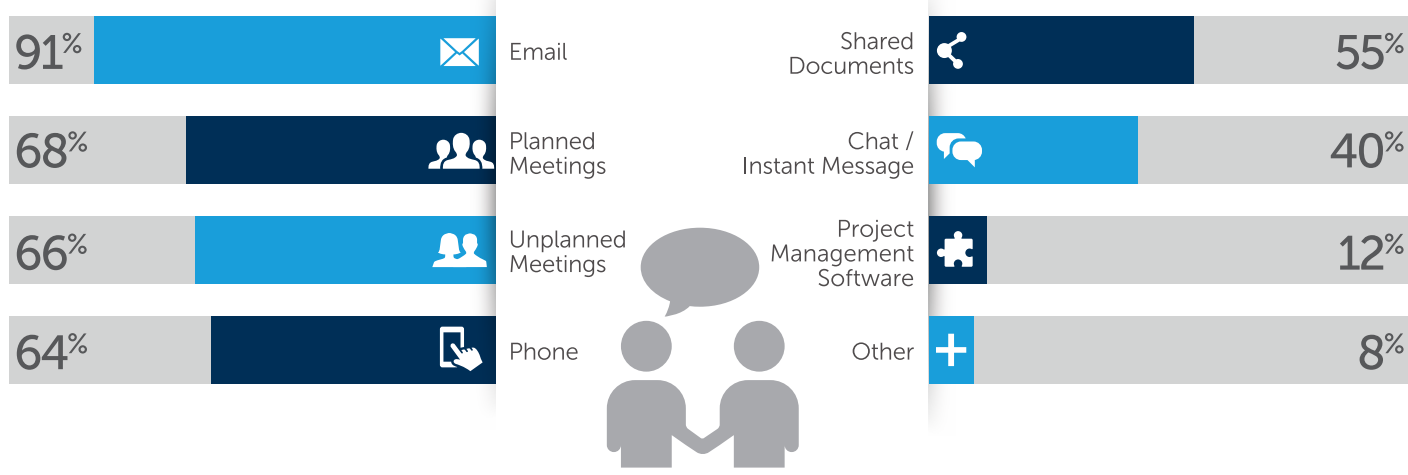 91%
Email
68%
Planned
Meetings
66%
Unplanned
Meetings
64%
Phone
Shared
Documents
55%
Chat /
Instant Message
40%
Project
Management
Software
12%
Other
8%